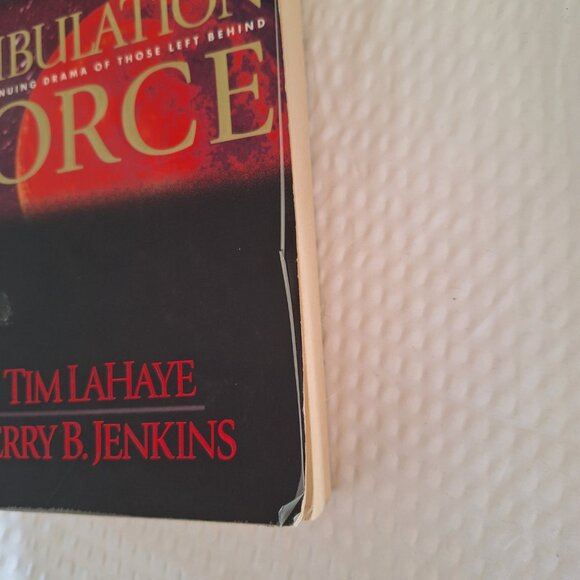 IBULATION
NUING DRAMA OF THOSE LEFT BEHIND
ORCE
TIM LAHAYE
ERRY B. JENKINS